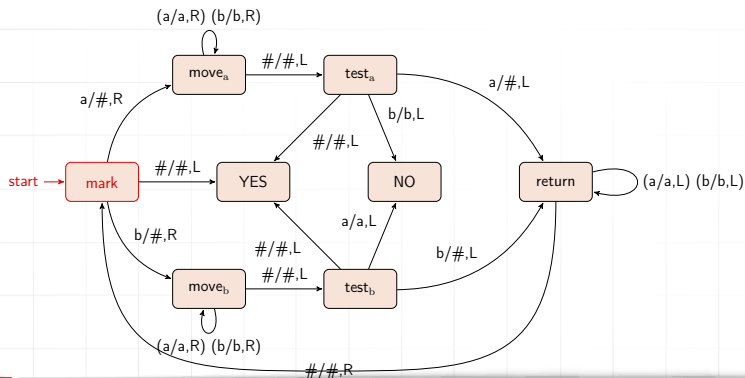 (a/a,R) (b/b,R)
move_a
#/#,L
test_a
a/#,L
a/#,R
b/b,L
#/#,L
start
mark
#/#,L
YES
NO
return
(a/a,L) (b/b,L)
a/a,L
b/#,R
#/#,L
b/#,L
#/#,L
move_b
test_b
(a/a,R) (b/b,R)
#/#,R